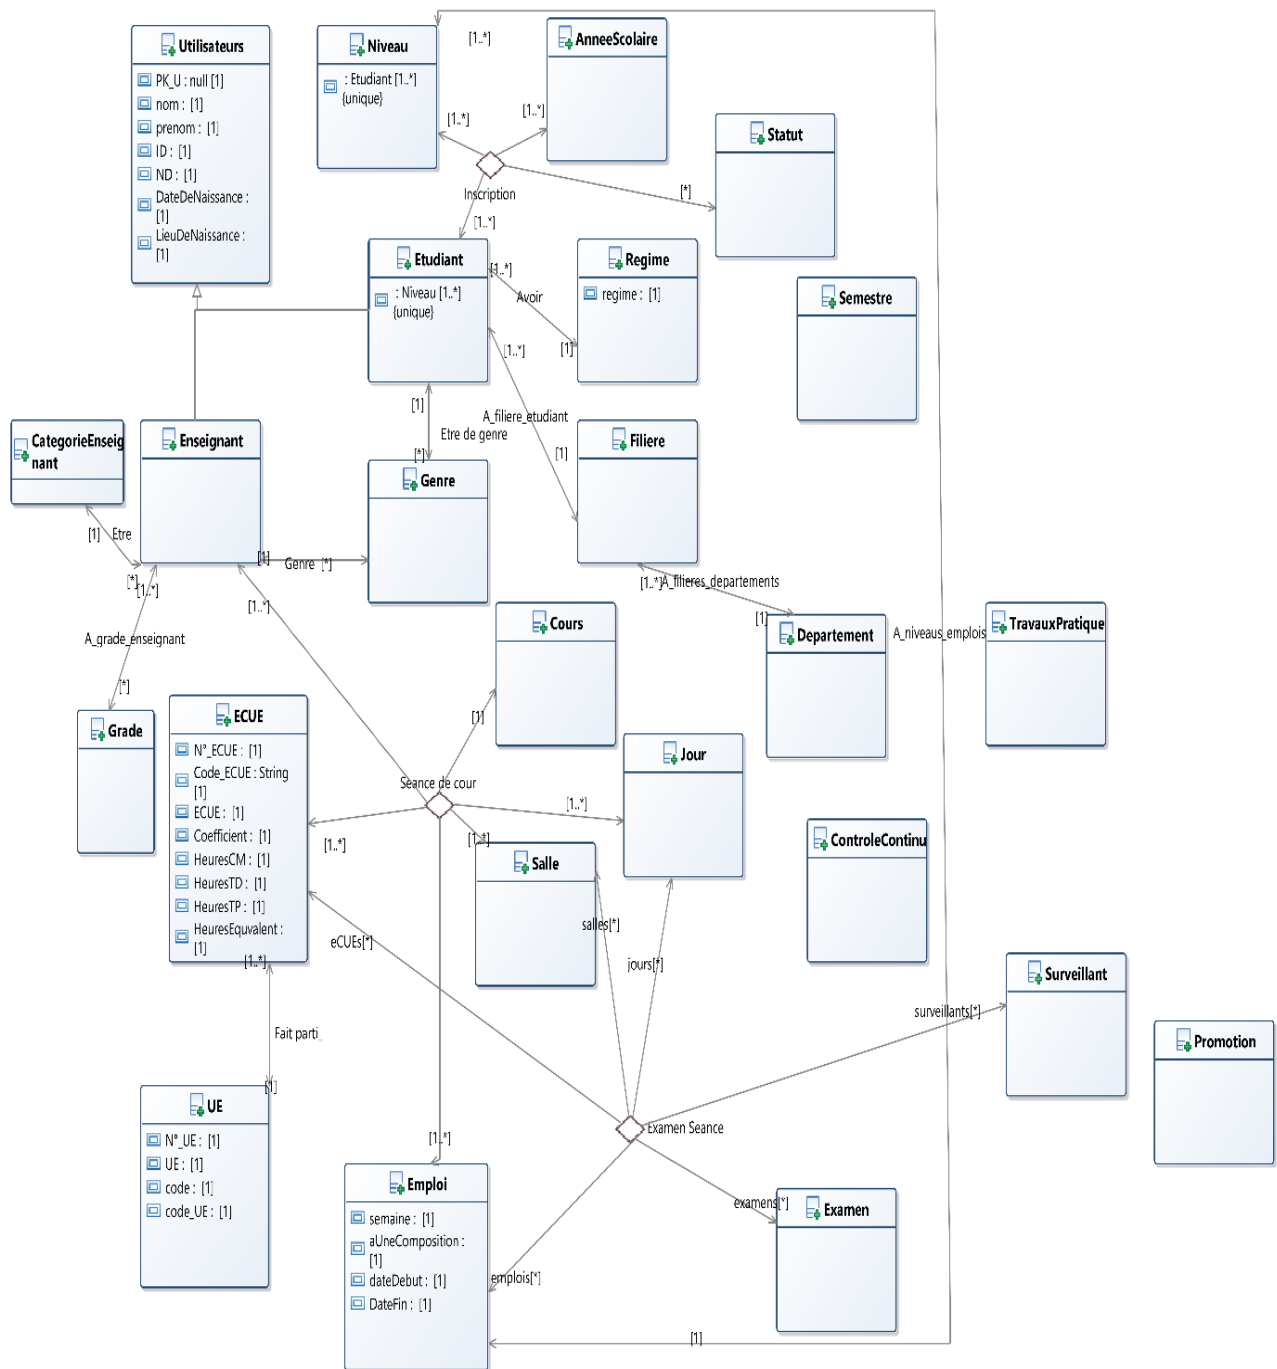 Utilisateurs
PK_U : null [1]
nom : [1]
prenom : [1]
ID : [1]
ND : [1]
DateDeNaissance :
[1]
LieuDeNaissance :
[1]
Niveau
: Etudiant [1..*]
{unique}
[1..*]
AnneeScolaire
[1..*]
[1..*]
Statut
[*]
Inscription
[1..*]
Etudiant
: Niveau [1..*]
{unique}
[1..*]
Avoir
[1]
Regime
regime : [1]
Semestre
[1..*]
A_filiere_etudiant
[1]
[1]
Etre de genre
[*]
CategorieEnseig
nant
Enseignant
Genre
Filiere
[1]
Etre
[*]
[1]
Genre
[*]
[1..*]
[1..*]
A_grade_enseignant
[*]
[1..*]
A_filieres_departements
[1]
Cours
Departement
A_niveaus_emplois
TravauxPratique
Grade
ECUE
N°_ECUE : [1]
Code_ECUE : String
[1]
ECUE : [1]
Coefficient : [1]
HeuresCM : [1]
HeuresTD : [1]
HeuresTP : [1]
HeuresEquvalent :
[1]
[1..*]
[1]
Jour
Seance de cour
[1..*]
[1..*]
[1..*]
Salle
ControleContinu
eCUEs[*]
salles[*]
jours[*]
Surveillant
surveillants[*]
Promotion
Fait parti_
[1]
UE
N°_UE : [1]
UE : [1]
code : [1]
code_UE : [1]
Examen Seance
[1..*]
Emploi
semaine : [1]
aUneComposition :
[1]
dateDebut : [1]
DateFin : [1]
emplois[*]
examens[*]
Examen
[1]